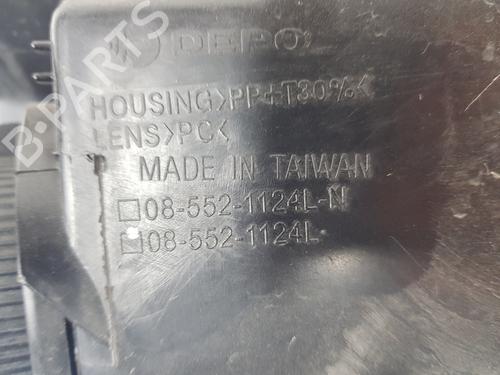 DEPO
HOUSING>PP+T30%<
LENS>PC<
MADE IN TAIWAN
08-552-1124L-N
08-552-1124L
B-PARTS